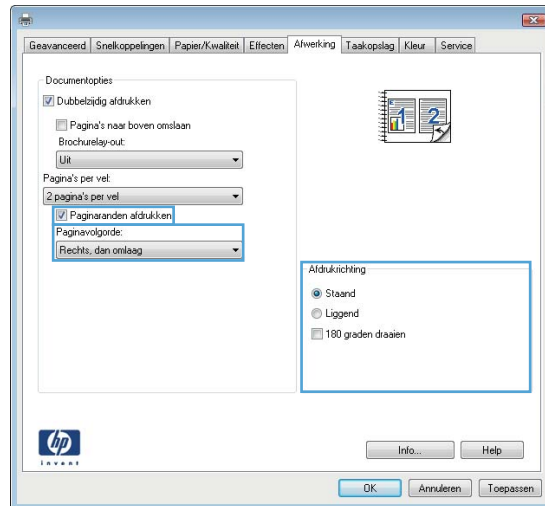 Geavanceerd Snelkoppelingen Papier/Kwaliteit Effecten Afwerking Taakopslag Kleur Service
Documentopties
Dubbelzijdig afdrukken
Pagina's naar boven omslaan
Brochurelay-out:
Uit
Pagina's per vel:
2 pagina's per vel
Paginaranden afdrukken
Paginavolgorde:
Rechts, dan omlaag
1 2
Afdrukrichting
Staand
Liggend
180 graden draaien
hp
invent
Info... Help
OK Annuleren Toepassen